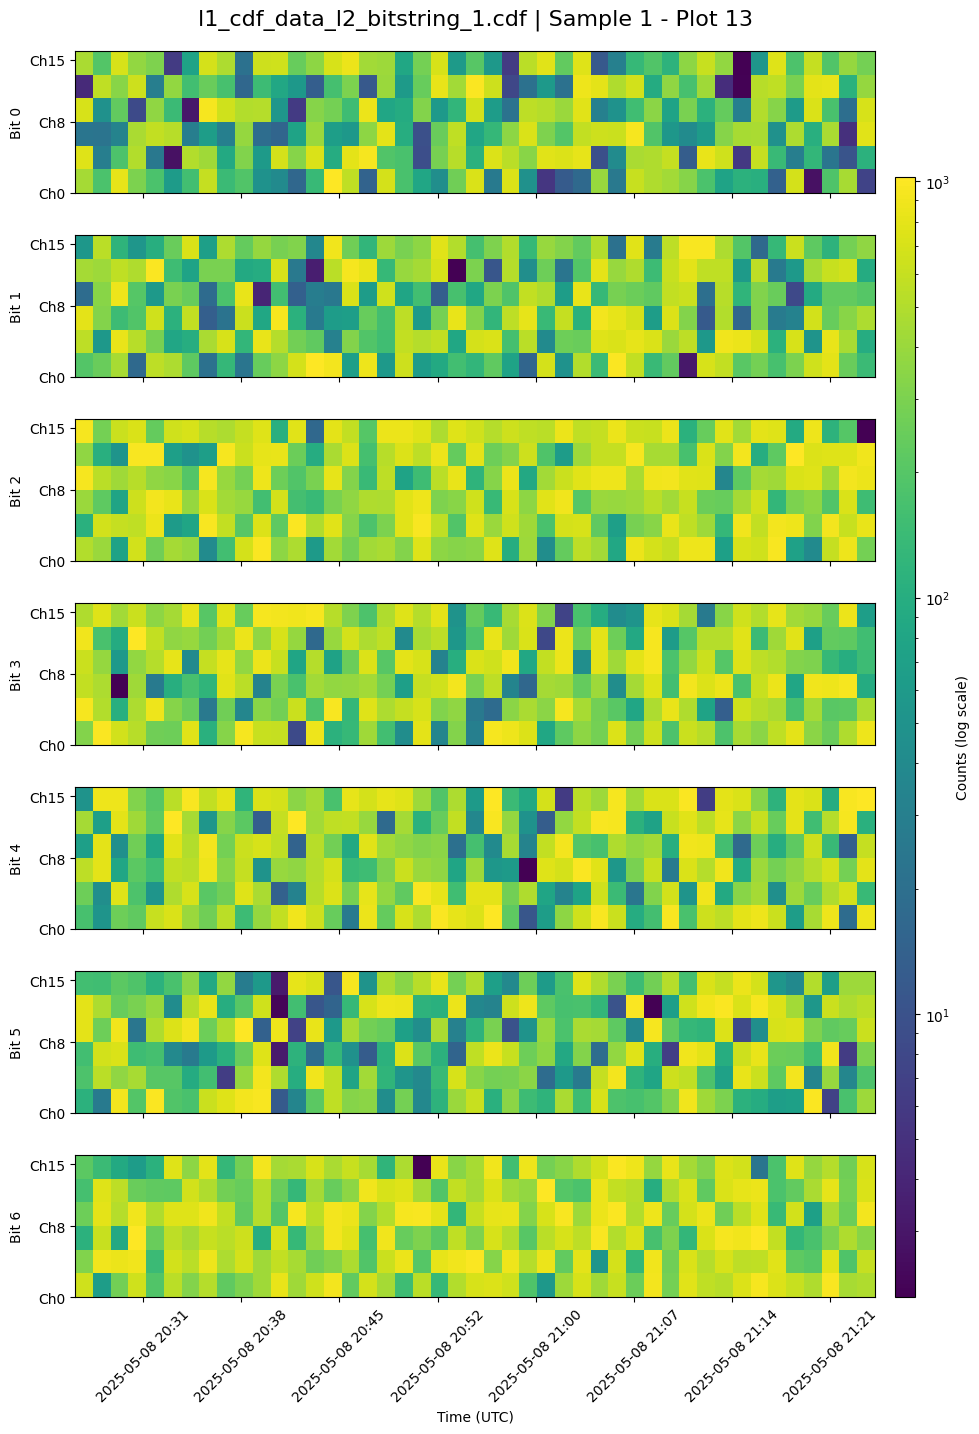 l1_cdf_data_l2_bitstring_1.cdf | Sample 1 - Plot 13
Bit 0
Ch15
Ch8
Ch0
Bit 1
Ch15
Ch8
Ch0
Bit 2
Ch15
Ch8
Ch0
Bit 3
Ch15
Ch8
Ch0
Bit 4
Ch15
Ch8
Ch0
Bit 5
Ch15
Ch8
Ch0
Bit 6
Ch15
Ch8
Ch0
2025-05-08 20:31
2025-05-08 20:38
2025-05-08 20:45
2025-05-08 20:52
2025-05-08 21:00
2025-05-08 21:07
2025-05-08 21:14
2025-05-08 21:21
Time (UTC)
10³
10²
10¹
Counts (log scale)